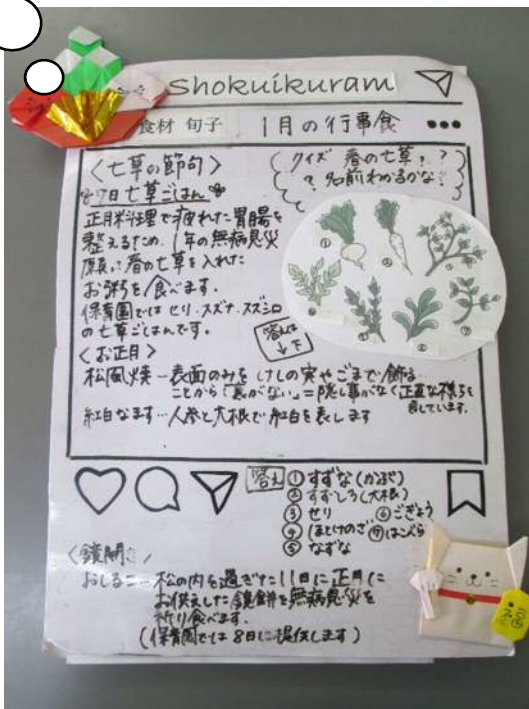 Shokuikuram
食材 旬子
1月の行事食
<七草の節句>
7日七草ごはん
正月料理で疲れた胃腸を
整えるため、1年の無病息災
願って春の七草を入れた
お粥を食べます。
保育園では せり、スズナ、スズシロ
の七草ごはんです。
クイズ 春の七草、
? 名前わかるかな?
①
②
③
④
⑤
⑥
⑦
答えは
↓下
<お正月>
松風焼-表面のみを けしの実やごまで飾る
ことから「裏がない」=隠し事がなく正直な様子を
表しています。
紅白なます…人参と大根で紅白を表します
答え ①すずな(かぶ)
②すずしろ(大根)
③せり ⑥ごぎょう
④ほとけのざ ⑦はこべら
⑤なずな
<鏡開き>
おしるこ…松の内を過ぎた11日に正月に
お供えした鏡餅を無病息災を
祈り食べます。
(保育園では8日に提供します)
福